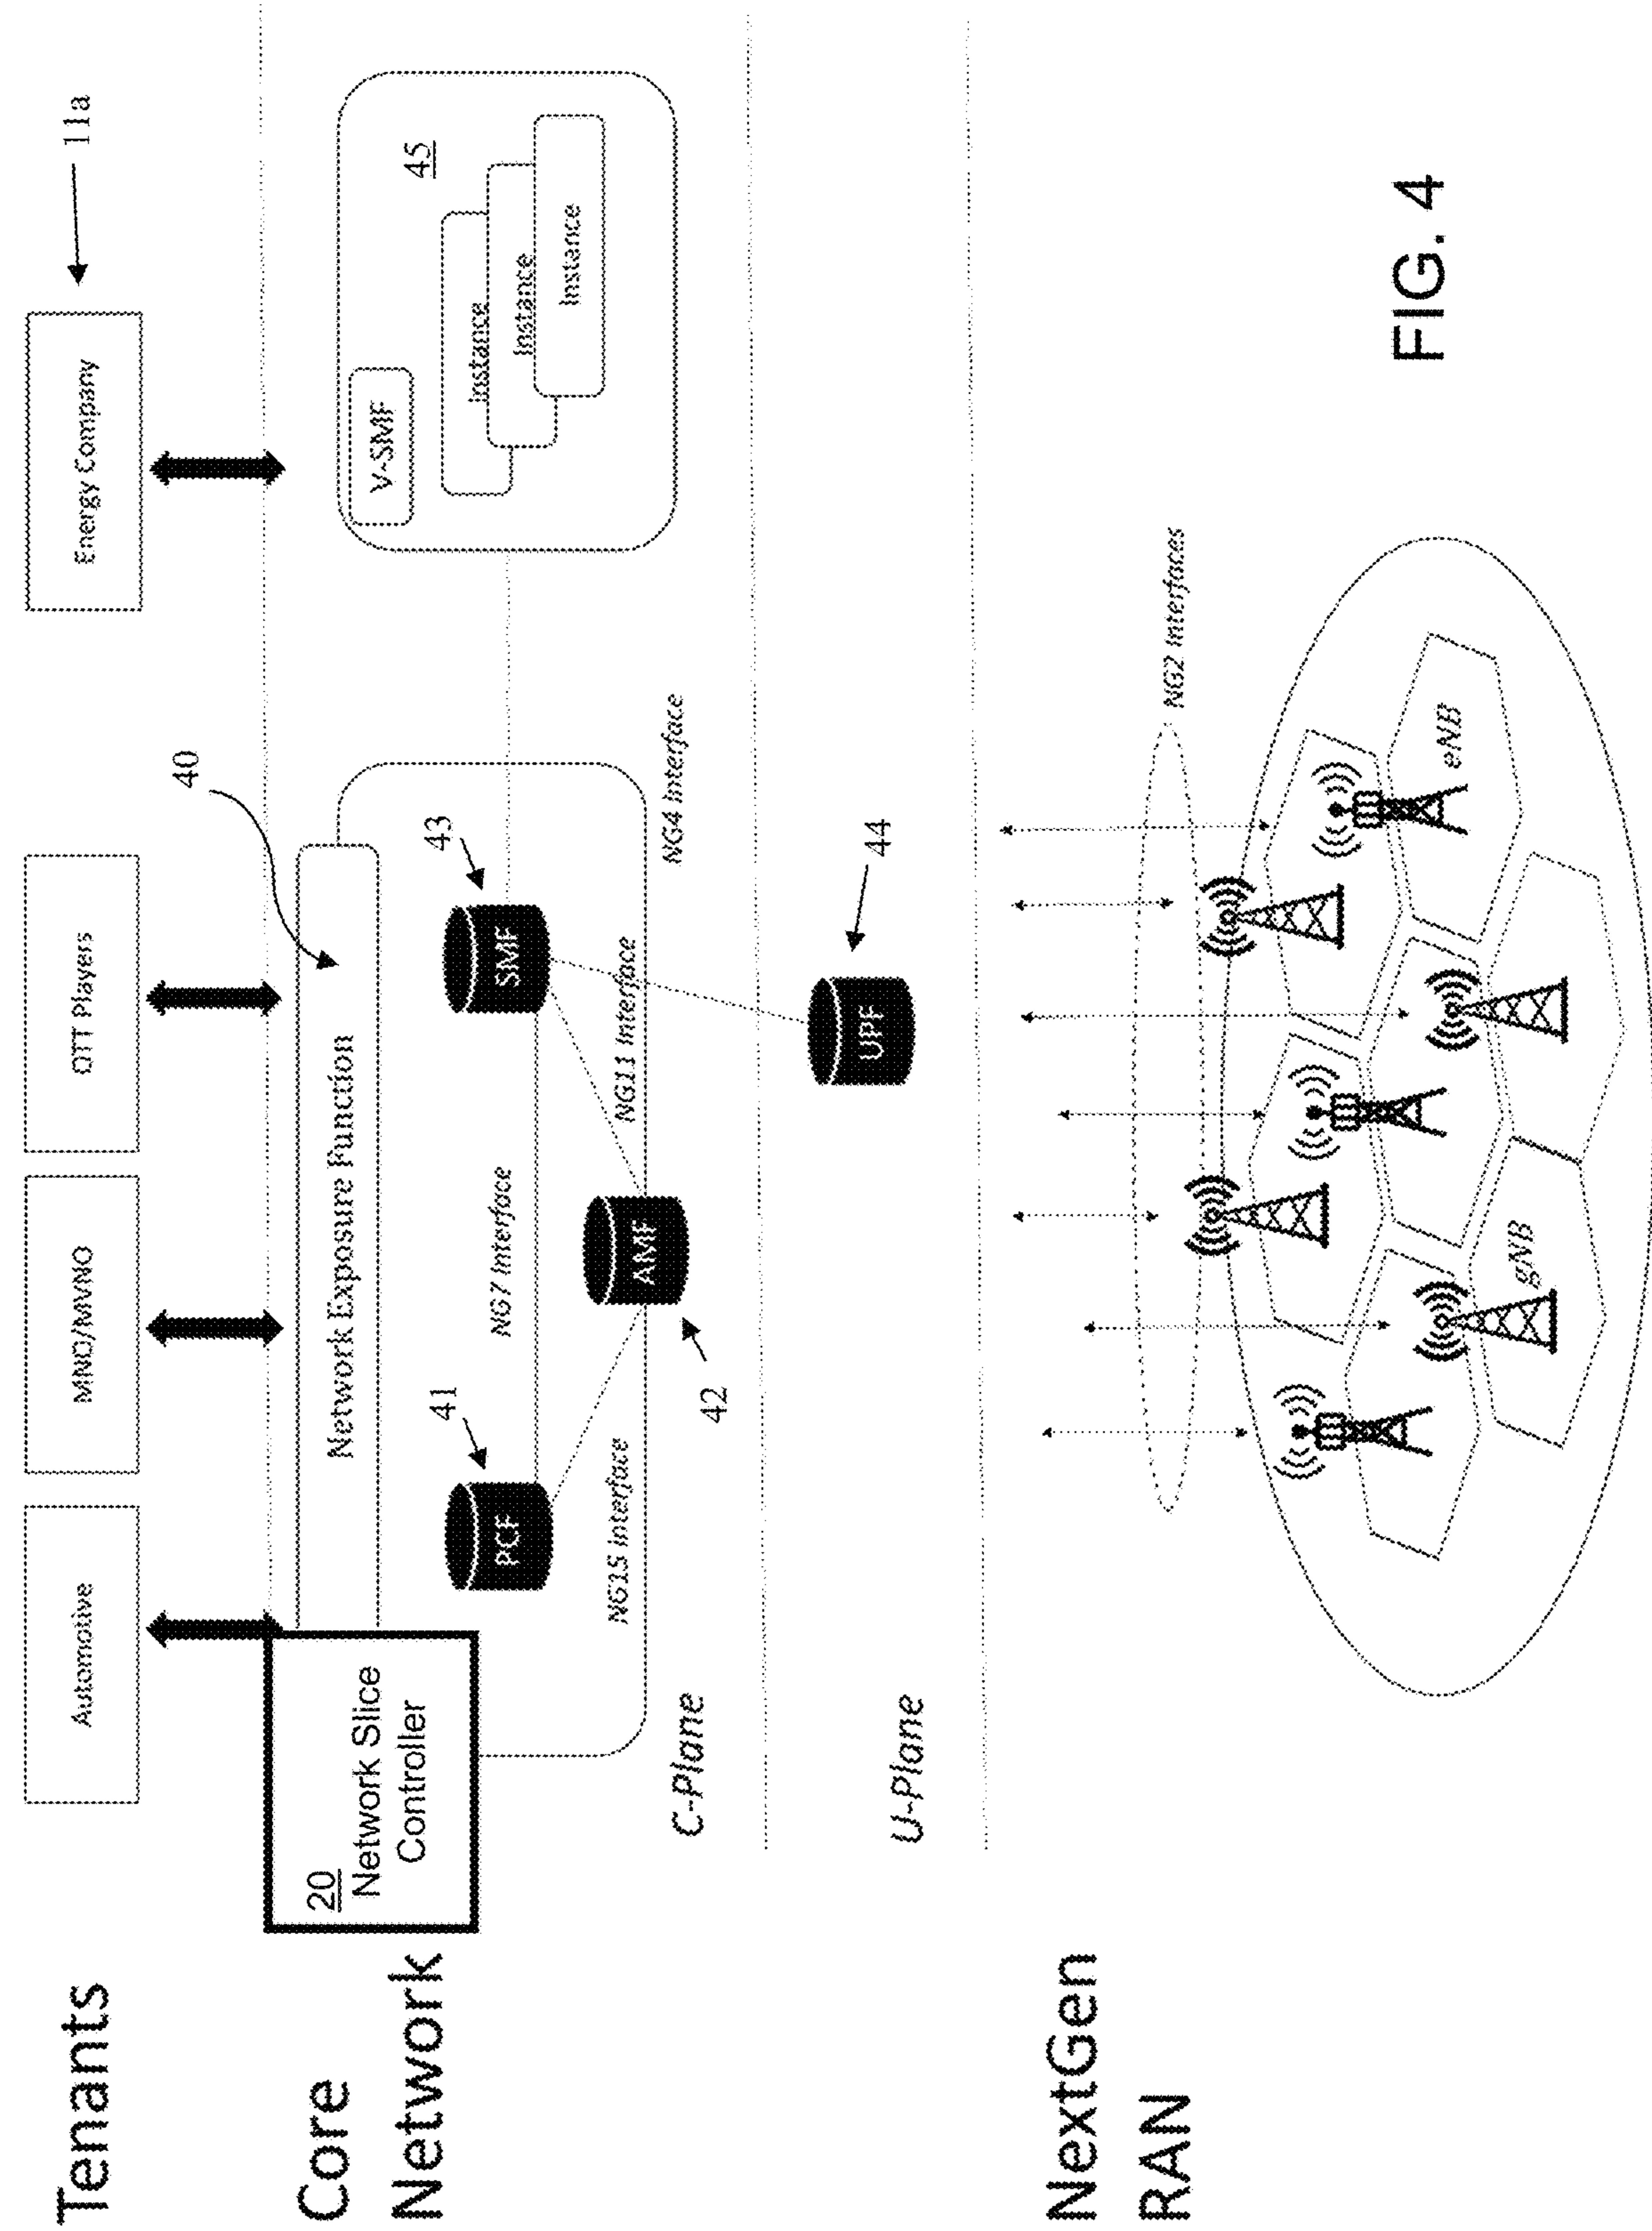 Tenants
Automotive
MNO/MVNO
OTT Players
Energy Company
11a
Core
Network
20
Network Slice
Controller
Network Exposure Function
40
PCF
41
NG7 Interface
SMF
43
V-SMF
45
Instance
Instance
Instance
NG15 Interface
AMF
42
NG11 Interface
NG4 Interface
C-Plane
UPF
44
U-Plane
NextGen
RAN
NG2 Interfaces
gNB
eNB
FIG. 4